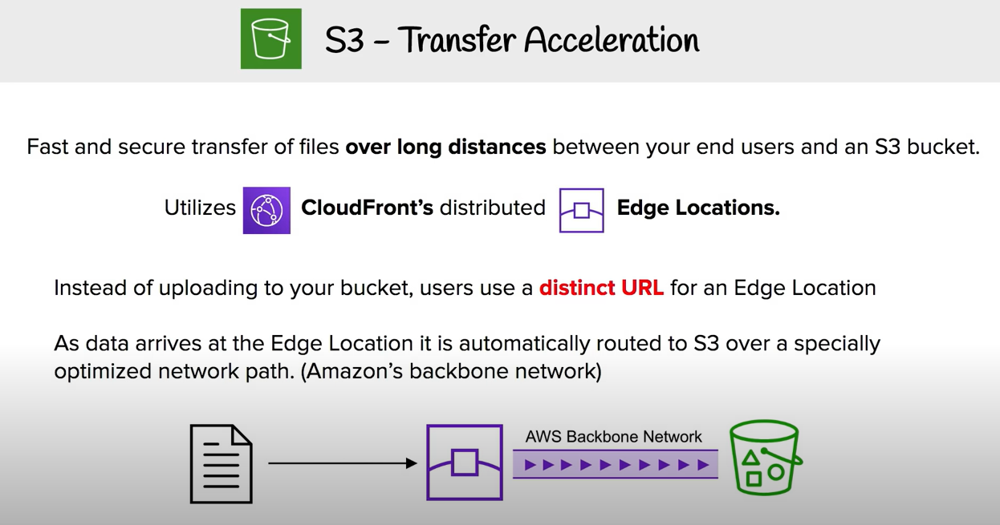 S3 – Transfer Acceleration
Fast and secure transfer of files over long distances between your end users and an S3 bucket.
Utilizes CloudFront's distributed Edge Locations.
Instead of uploading to your bucket, users use a distinct URL for an Edge Location
As data arrives at the Edge Location it is automatically routed to S3 over a specially
optimized network path. (Amazon's backbone network)
AWS Backbone Network